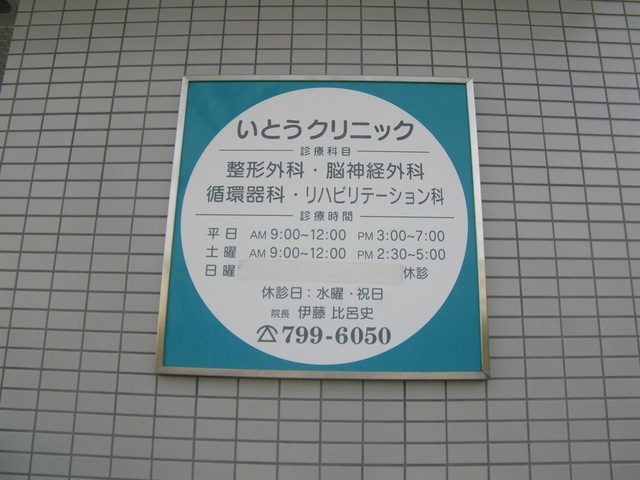 いとうクリニック
診療科目
整形外科・脳神経外科
循環器科・リハビリテーション科
診療時間
平日 AM 9:00~12:00 PM 3:00~7:00
土曜 AM 9:00~12:00 PM 2:30~5:00
日曜 休診
休診日:水曜・祝日
院長 伊藤 比呂史
799-6050